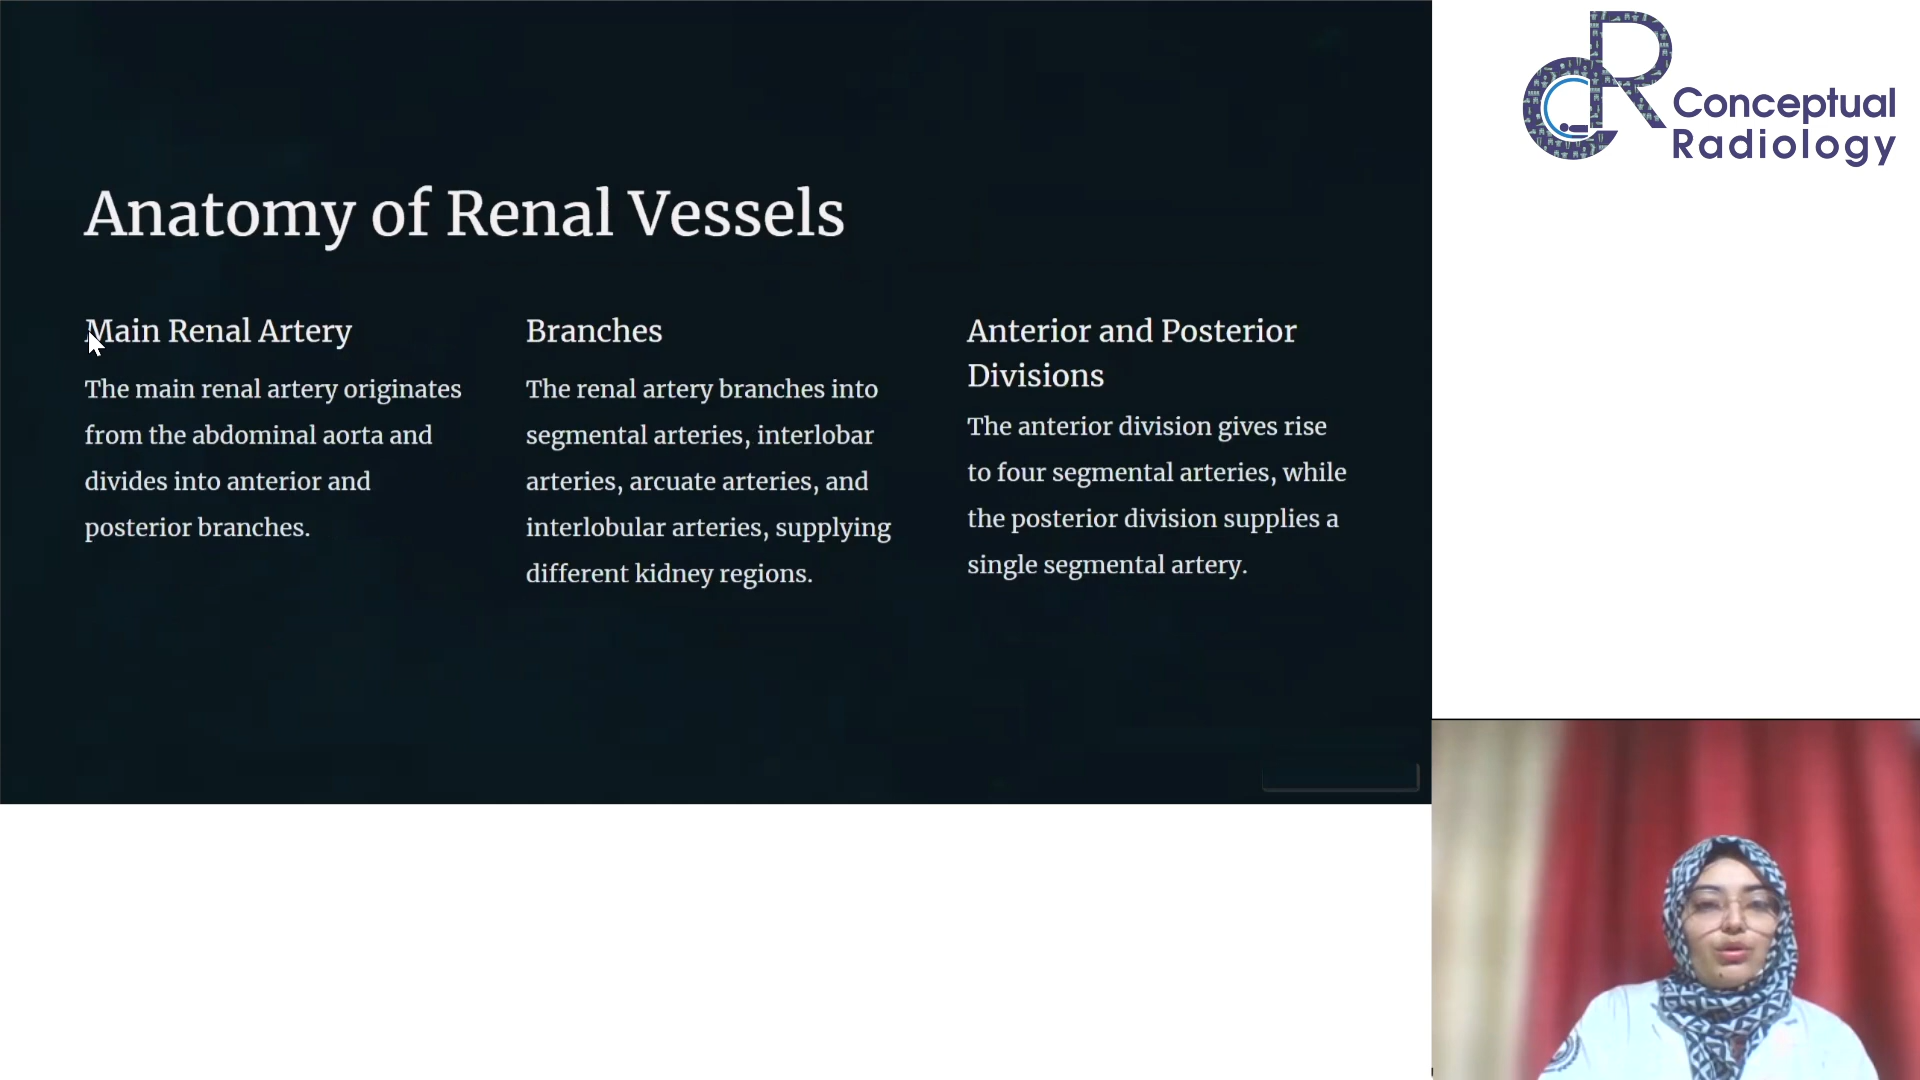 Conceptual
Radiology
Anatomy of Renal Vessels
Main Renal Artery
The main renal artery originates
from the abdominal aorta and
divides into anterior and
posterior branches.
Branches
The renal artery branches into
segmental arteries, interlobar
arteries, arcuate arteries, and
interlobular arteries, supplying
different kidney regions.
Anterior and Posterior
Divisions
The anterior division gives rise
to four segmental arteries, while
the posterior division supplies a
single segmental artery.